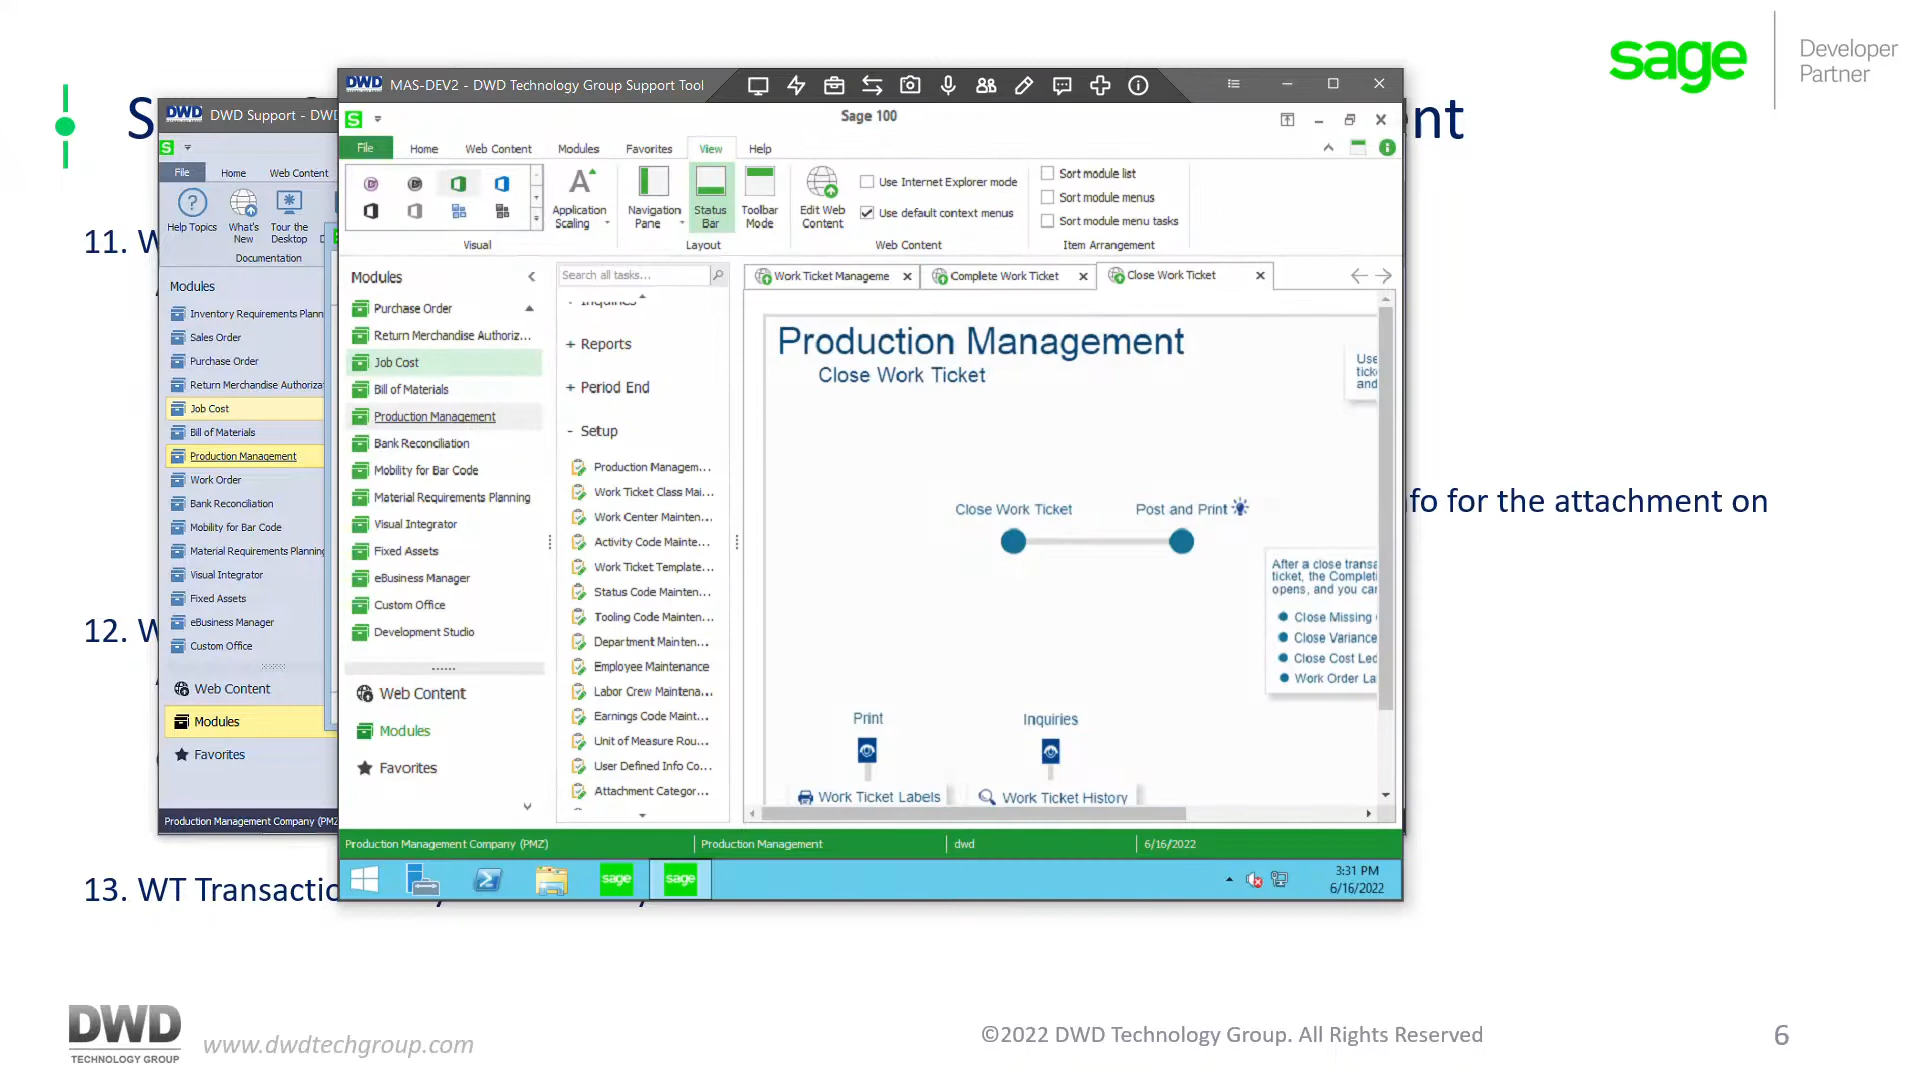 sage
Developer
Partner
S
nt
11. W
fo for the attachment on
12. W
13. WT Transactio
DWD Support - DWD
File
Home
Web Content
Help Topics
What's
New
Tour the
Desktop
Documentation
Modules
Inventory Requirements Plann
Sales Order
Purchase Order
Return Merchandise Authoriza
Job Cost
Bill of Materials
Production Management
Work Order
Bank Reconciliation
Mobility for Bar Code
Material Requirements Planning
Visual Integrator
Fixed Assets
eBusiness Manager
Custom Office
Web Content
Modules
Favorites
Production Management Company (PMZ
DWD MAS-DEV2 - DWD Technology Group Support Tool
Sage 100
File
Home
Web Content
Modules
Favorites
View
Help
Application
Scaling
Visual
Navigation
Pane
Status
Bar
Toolbar
Mode
Layout
Edit Web
Content
Use Internet Explorer mode
Use default context menus
Web Content
Sort module list
Sort module menus
Sort module menu tasks
Item Arrangement
Modules
Purchase Order
Return Merchandise Authoriz...
Job Cost
Bill of Materials
Production Management
Bank Reconciliation
Mobility for Bar Code
Material Requirements Planning
Visual Integrator
Fixed Assets
eBusiness Manager
Custom Office
Development Studio
Web Content
Modules
Favorites
Search all tasks...
Inquiries
+ Reports
+ Period End
- Setup
Production Managem...
Work Ticket Class Mai...
Work Center Mainten...
Activity Code Mainte...
Work Ticket Template...
Status Code Mainten...
Tooling Code Mainten...
Department Mainten...
Employee Maintenance
Labor Crew Maintena...
Earnings Code Maint...
Unit of Measure Rou...
User Defined Info Co...
Attachment Categor...
Work Ticket Manageme
Complete Work Ticket
Close Work Ticket
Production Management
Close Work Ticket
Use
tick
and
Close Work Ticket
Post and Print
After a close transa
ticket, the Completi
opens, and you car
Close Missing
Close Variance
Close Cost Led
Work Order La
Print
Inquiries
Work Ticket Labels
Work Ticket History
Production Management Company (PMZ)
Production Management
dwd
6/16/2022
sage
sage
3:31 PM
6/16/2022
DWD
TECHNOLOGY GROUP
www.dwdtechgroup.com
©2022 DWD Technology Group. All Rights Reserved
6